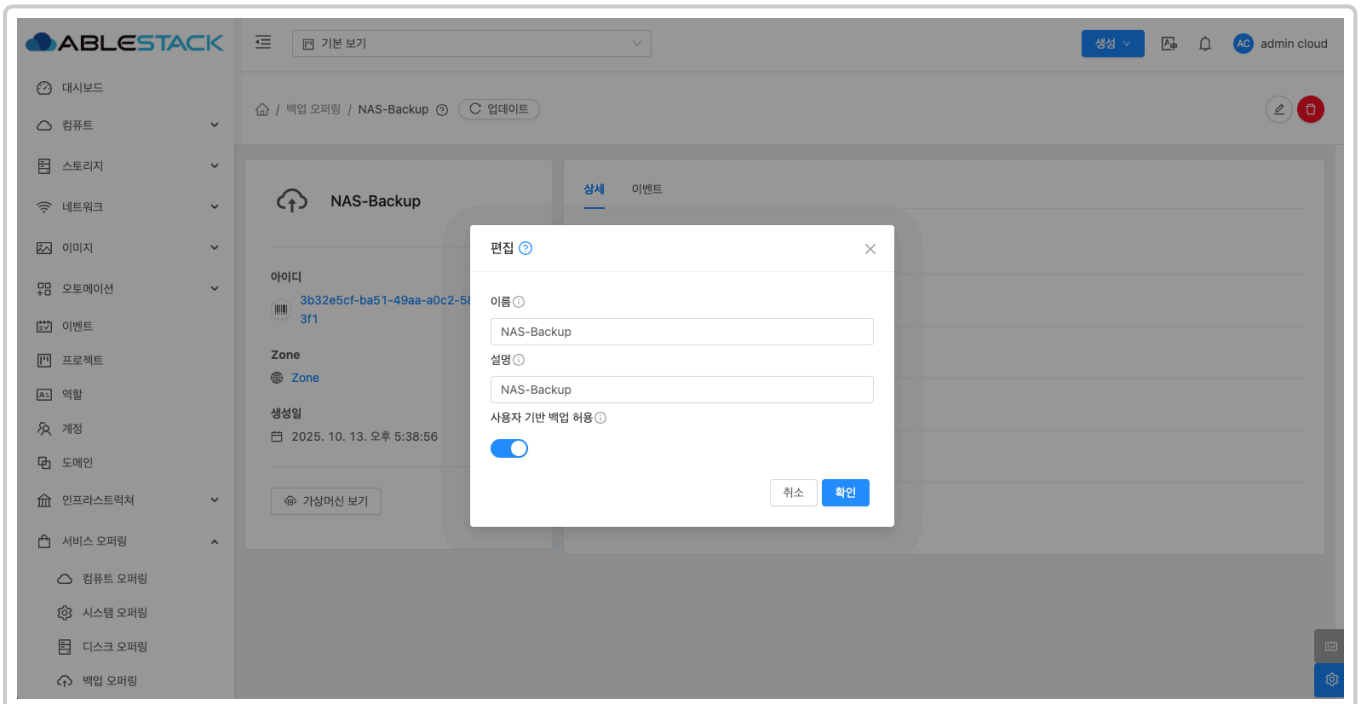 ABLESTACK
기본 보기
생성
AC
admin cloud
대시보드
컴퓨트
스토리지
네트워크
이미지
오토메이션
이벤트
프로젝트
역할
계정
도메인
인프라스트럭쳐
서비스 오퍼링
컴퓨트 오퍼링
시스템 오퍼링
디스크 오퍼링
백업 오퍼링
/ 백업 오퍼링 / NAS-Backup
업데이트
NAS-Backup
아이디
3b32e5cf-ba51-49aa-a0c2-58
3f1
Zone
Zone
생성일
2025. 10. 13. 오후 5:38:56
가상머신 보기
상세
이벤트
편집
이름
NAS-Backup
설명
NAS-Backup
사용자 기반 백업 허용
취소
확인